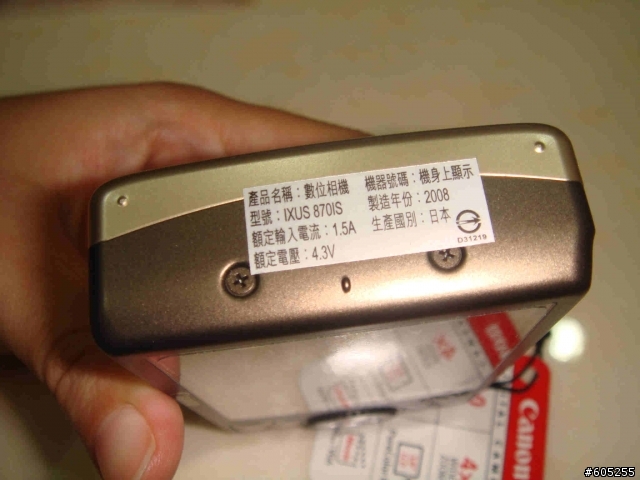 產品名稱：數位相機 機器號碼：機身上顯示
型號：IXUS 870IS 製造年份：2008
額定輸入電流：1.5A 生產國別：日本
額定電壓：4.3V
D31219
Canon
4×
#605255